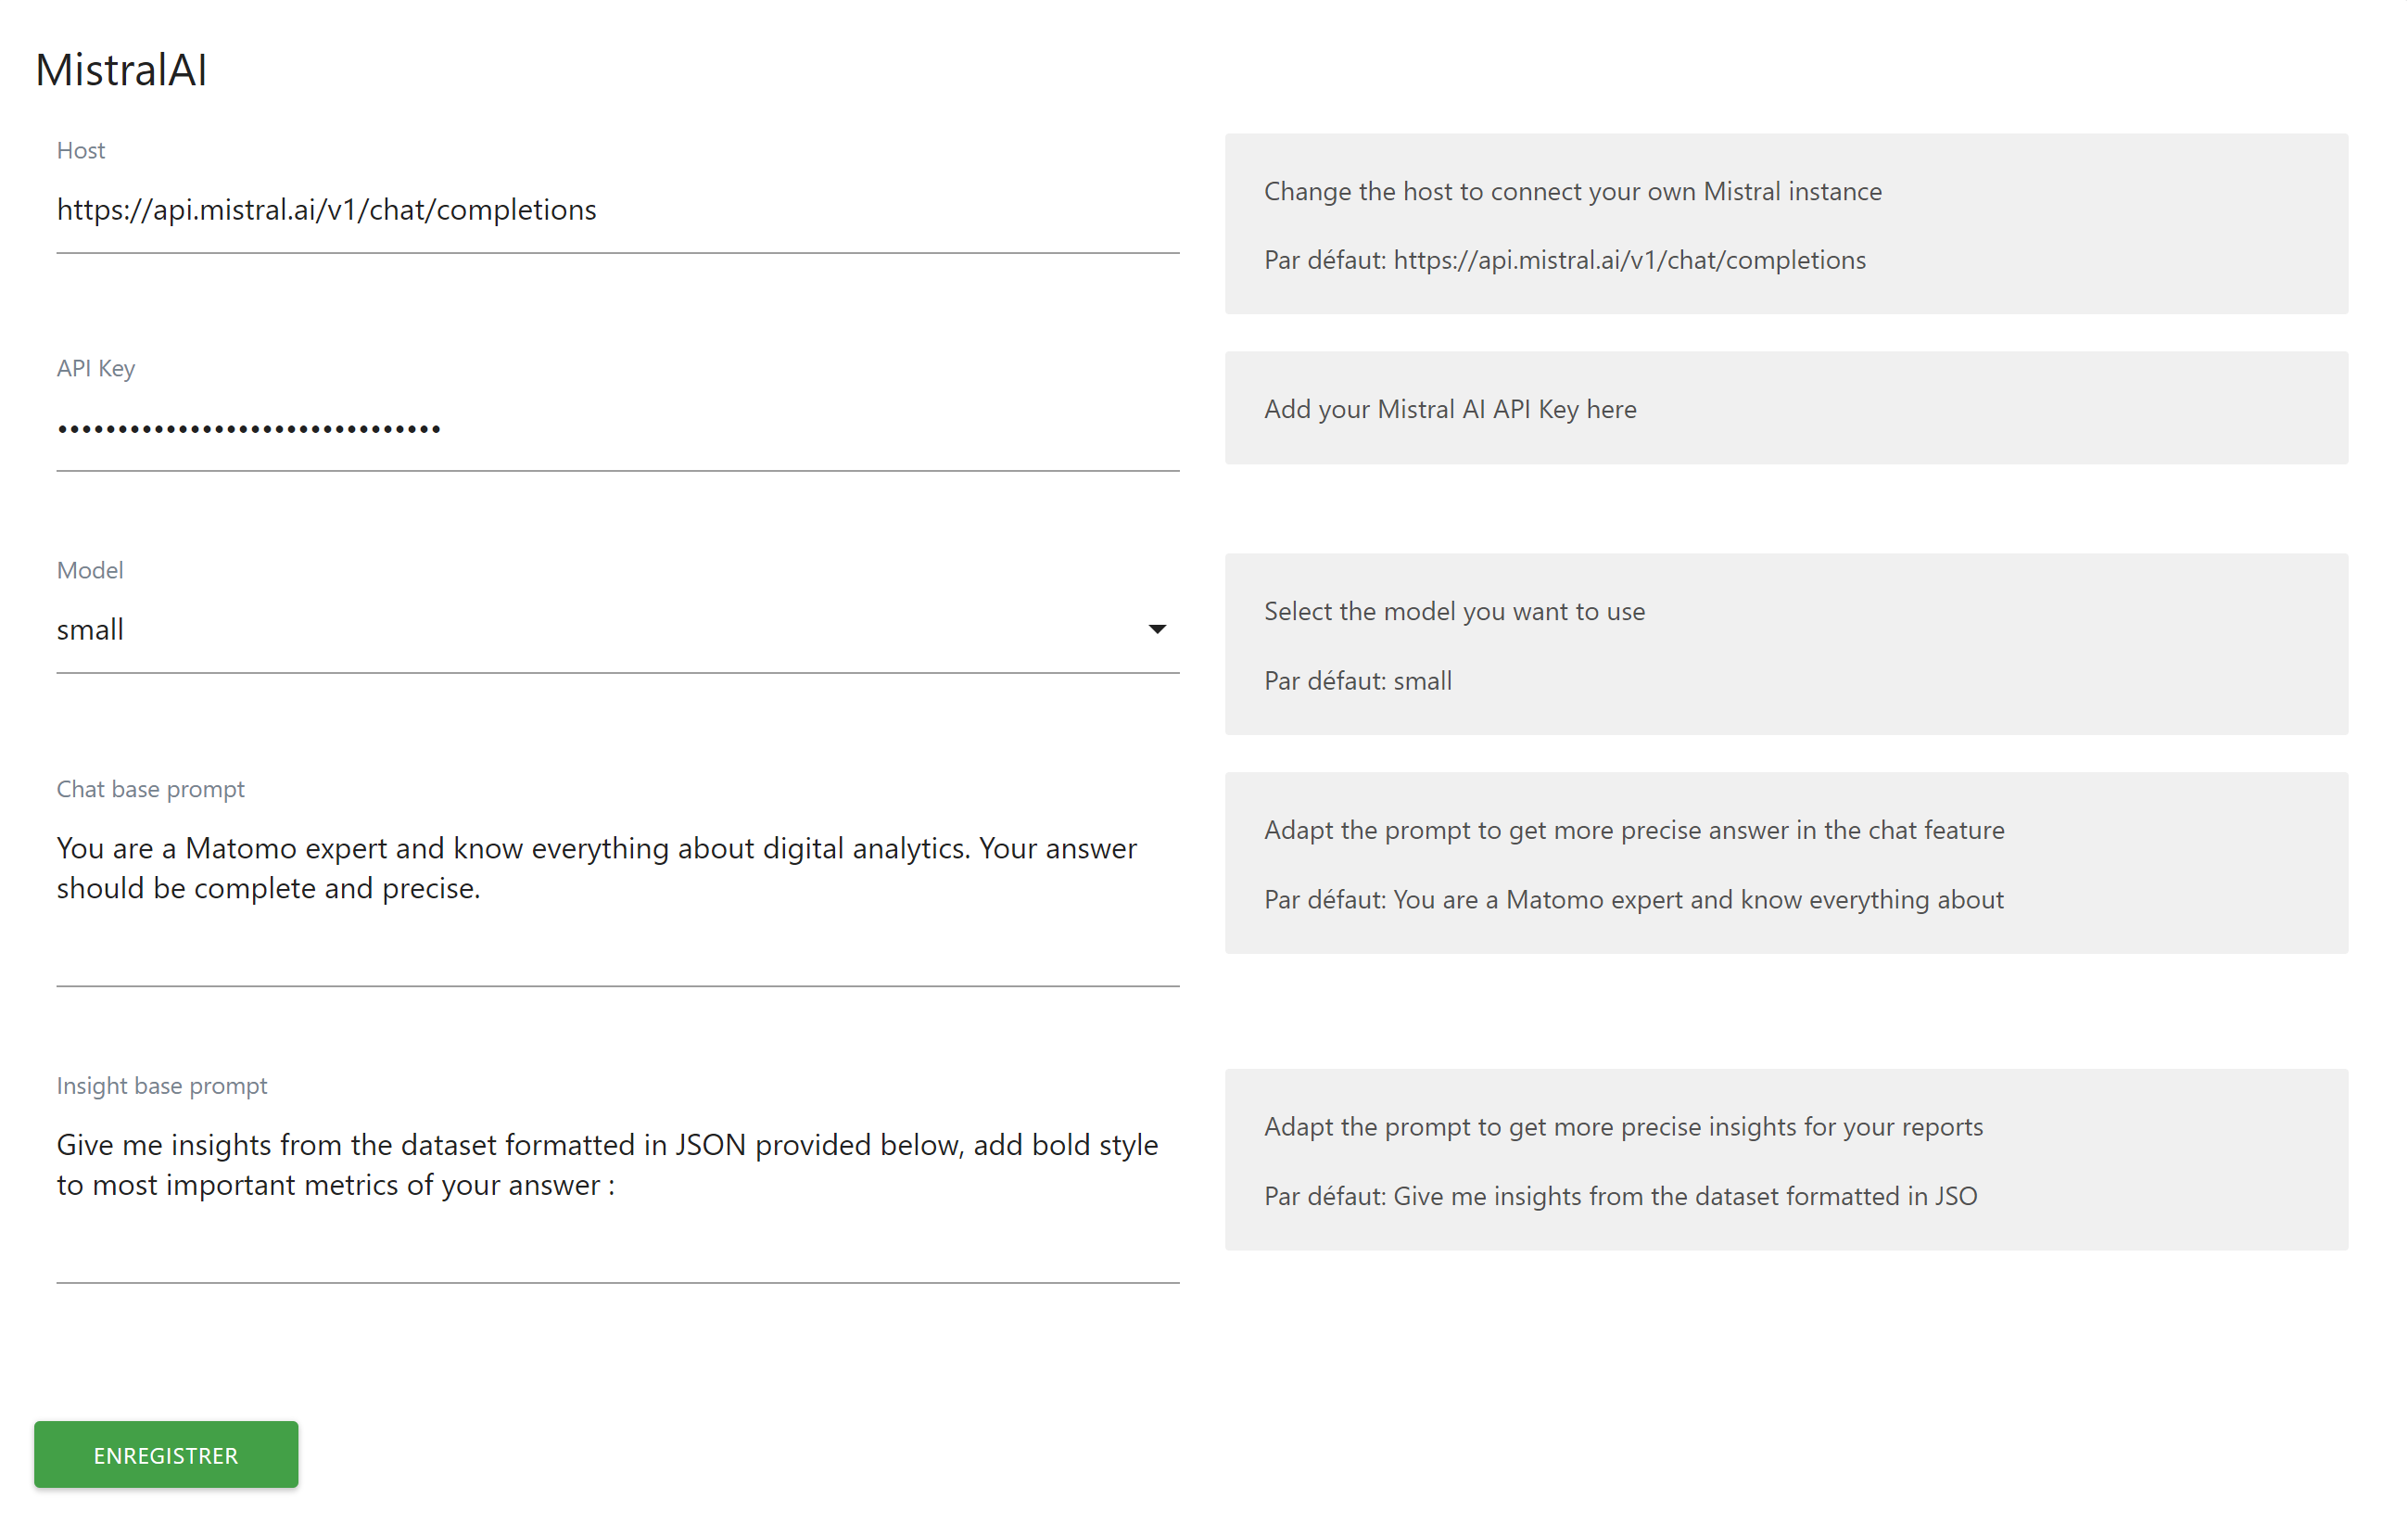 MistralAI
Host
https://api.mistral.ai/v1/chat/completions
Change the host to connect your own Mistral instance
Par défaut: https://api.mistral.ai/v1/chat/completions
API Key
••••••••••••••••••••••••••••••••
Add your Mistral AI API Key here
Model
small
Select the model you want to use
Par défaut: small
Chat base prompt
You are a Matomo expert and know everything about digital analytics. Your answer
should be complete and precise.
Adapt the prompt to get more precise answer in the chat feature
Par défaut: You are a Matomo expert and know everything about
Insight base prompt
Give me insights from the dataset formatted in JSON provided below, add bold style
to most important metrics of your answer :
Adapt the prompt to get more precise insights for your reports
Par défaut: Give me insights from the dataset formatted in JSO
ENREGISTRER